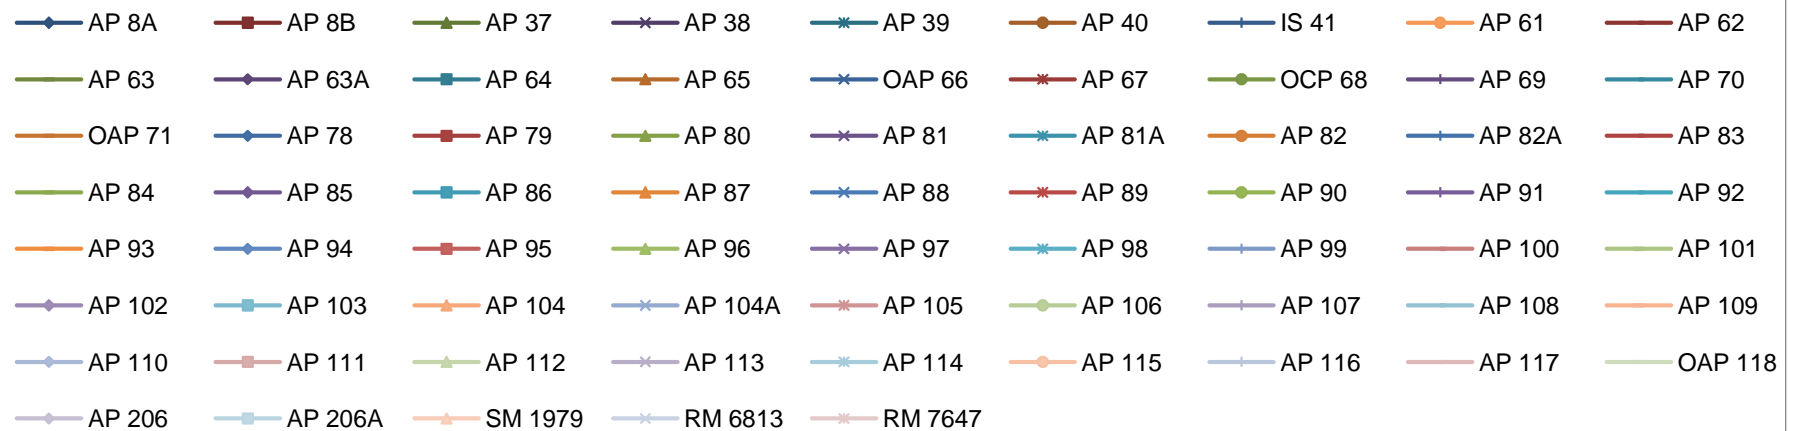 AP 8A AP 8B AP 37 AP 38 AP 39 AP 40 IS 41 AP 61 AP 62
AP 63 AP 63A AP 64 AP 65 OAP 66 AP 67 OCP 68 AP 69 AP 70
OAP 71 AP 78 AP 79 AP 80 AP 81 AP 81A AP 82 AP 82A AP 83
AP 84 AP 85 AP 86 AP 87 AP 88 AP 89 AP 90 AP 91 AP 92
AP 93 AP 94 AP 95 AP 96 AP 97 AP 98 AP 99 AP 100 AP 101
AP 102 AP 103 AP 104 AP 104A AP 105 AP 106 AP 107 AP 108 AP 109
AP 110 AP 111 AP 112 AP 113 AP 114 AP 115 AP 116 AP 117 OAP 118
AP 206 AP 206A SM 1979 RM 6813 RM 7647